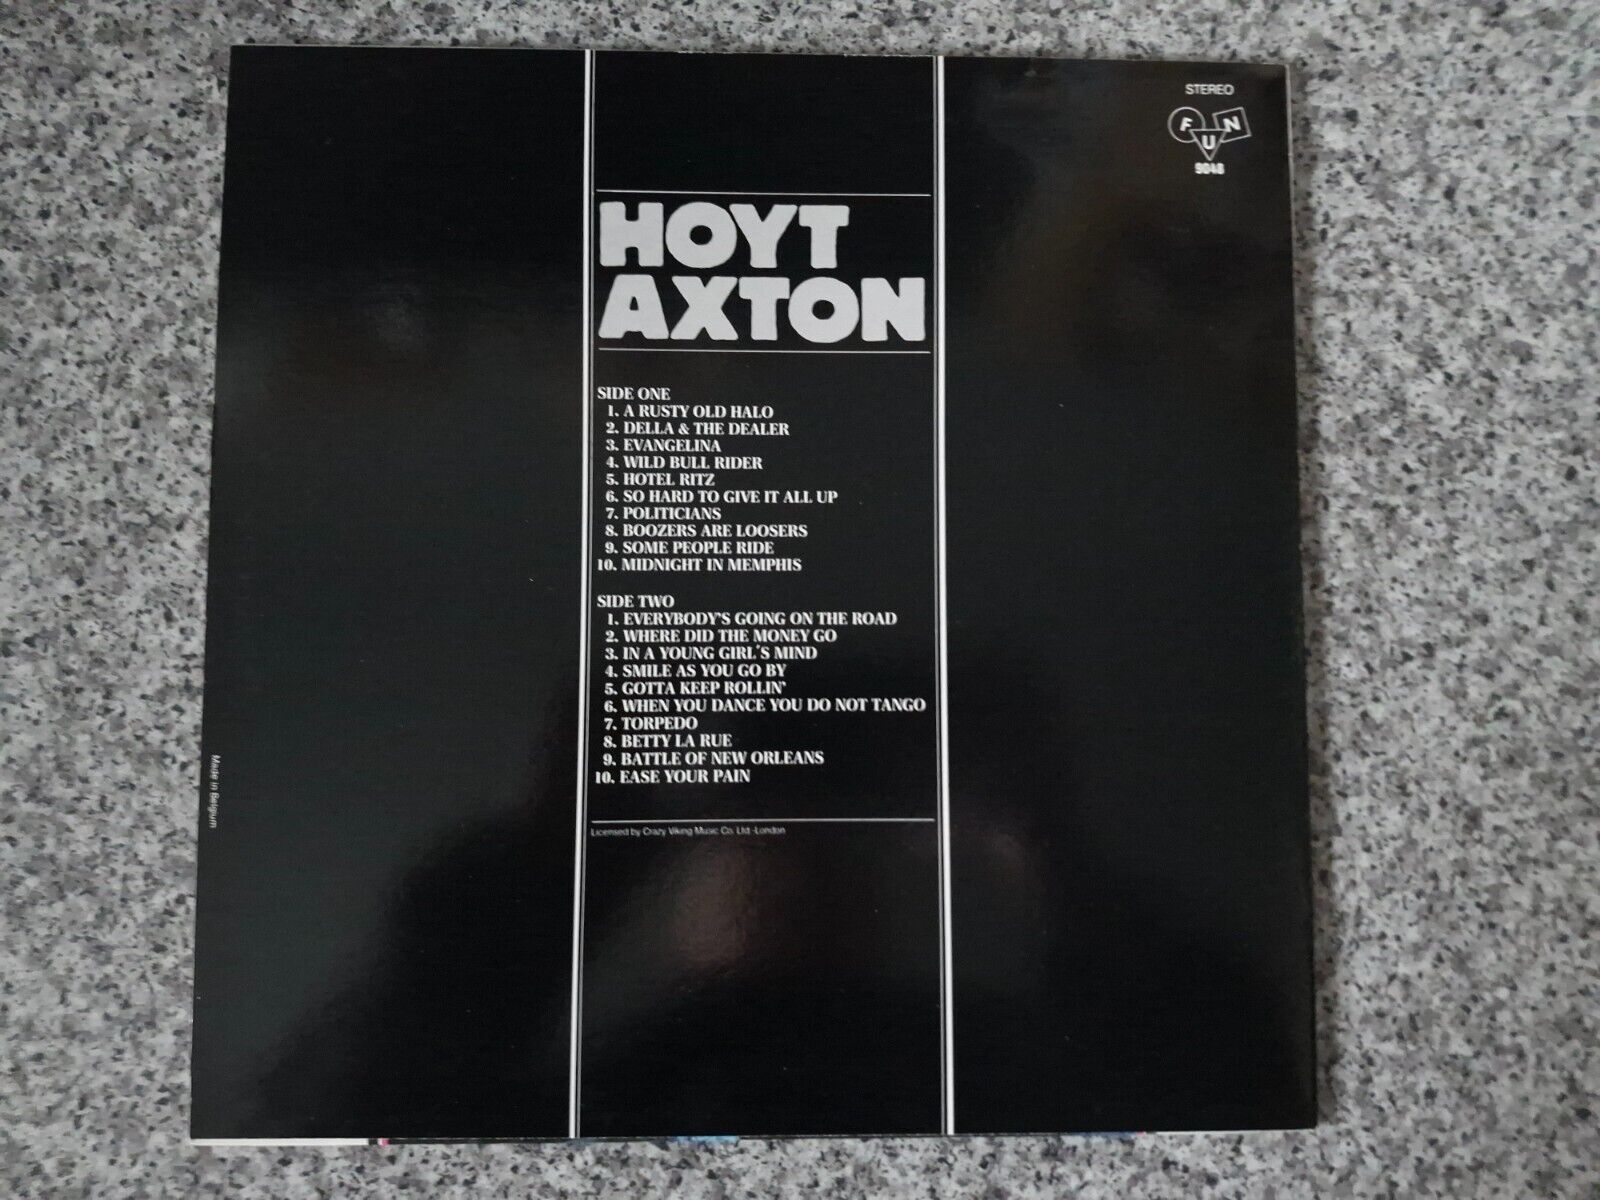 STEREO
FUN
9048
HOYT
AXTON
SIDE ONE
1. A RUSTY OLD HALO
2. DELLA & THE DEALER
3. EVANGELINA
4. WILD BULL RIDER
5. HOTEL RITZ
6. SO HARD TO GIVE IT ALL UP
7. POLITICIANS
8. BOOZERS ARE LOOSERS
9. SOME PEOPLE RIDE
10. MIDNIGHT IN MEMPHIS
SIDE TWO
1. EVERYBODY'S GOING ON THE ROAD
2. WHERE DID THE MONEY GO
3. IN A YOUNG GIRL'S MIND
4. SMILE AS YOU GO BY
5. GOTTA KEEP ROLLIN'
6. WHEN YOU DANCE YOU DO NOT TANGO
7. TORPEDO
8. BETTY LA RUE
9. BATTLE OF NEW ORLEANS
10. EASE YOUR PAIN
Licensed by Crazy Viking Music Co. Ltd.-London
Made in Belgium